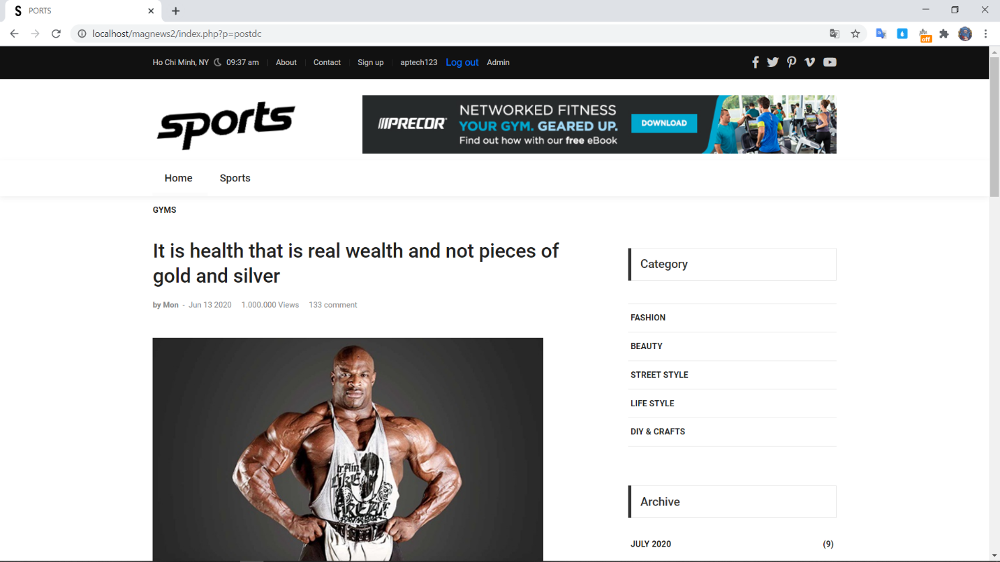 S PORTS
localhost/magnews2/index.php?p=postdc
off
Ho Chi Minh, NY 09:37 am About Contact Sign up aptech123 Log out Admin
sports
PRECOR
NETWORKED FITNESS
YOUR GYM. GEARED UP.
Find out how with our free eBook
DOWNLOAD
Home Sports
GYMS
It is health that is real wealth and not pieces of
gold and silver
by Mon - Jun 13 2020 1.000.000 Views 133 comment
trAin
LikE
Category
FASHION
BEAUTY
STREET STYLE
LIFE STYLE
DIY & CRAFTS
Archive
JULY 2020 (9)